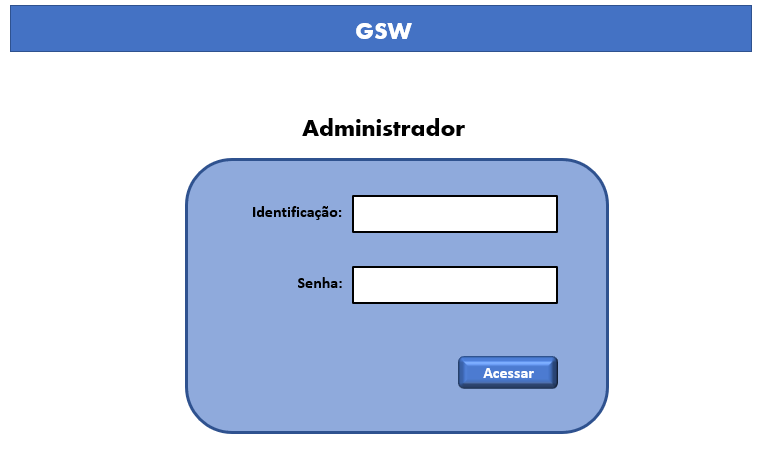 GSW
Administrador
Identificação:
Senha:
Acessar